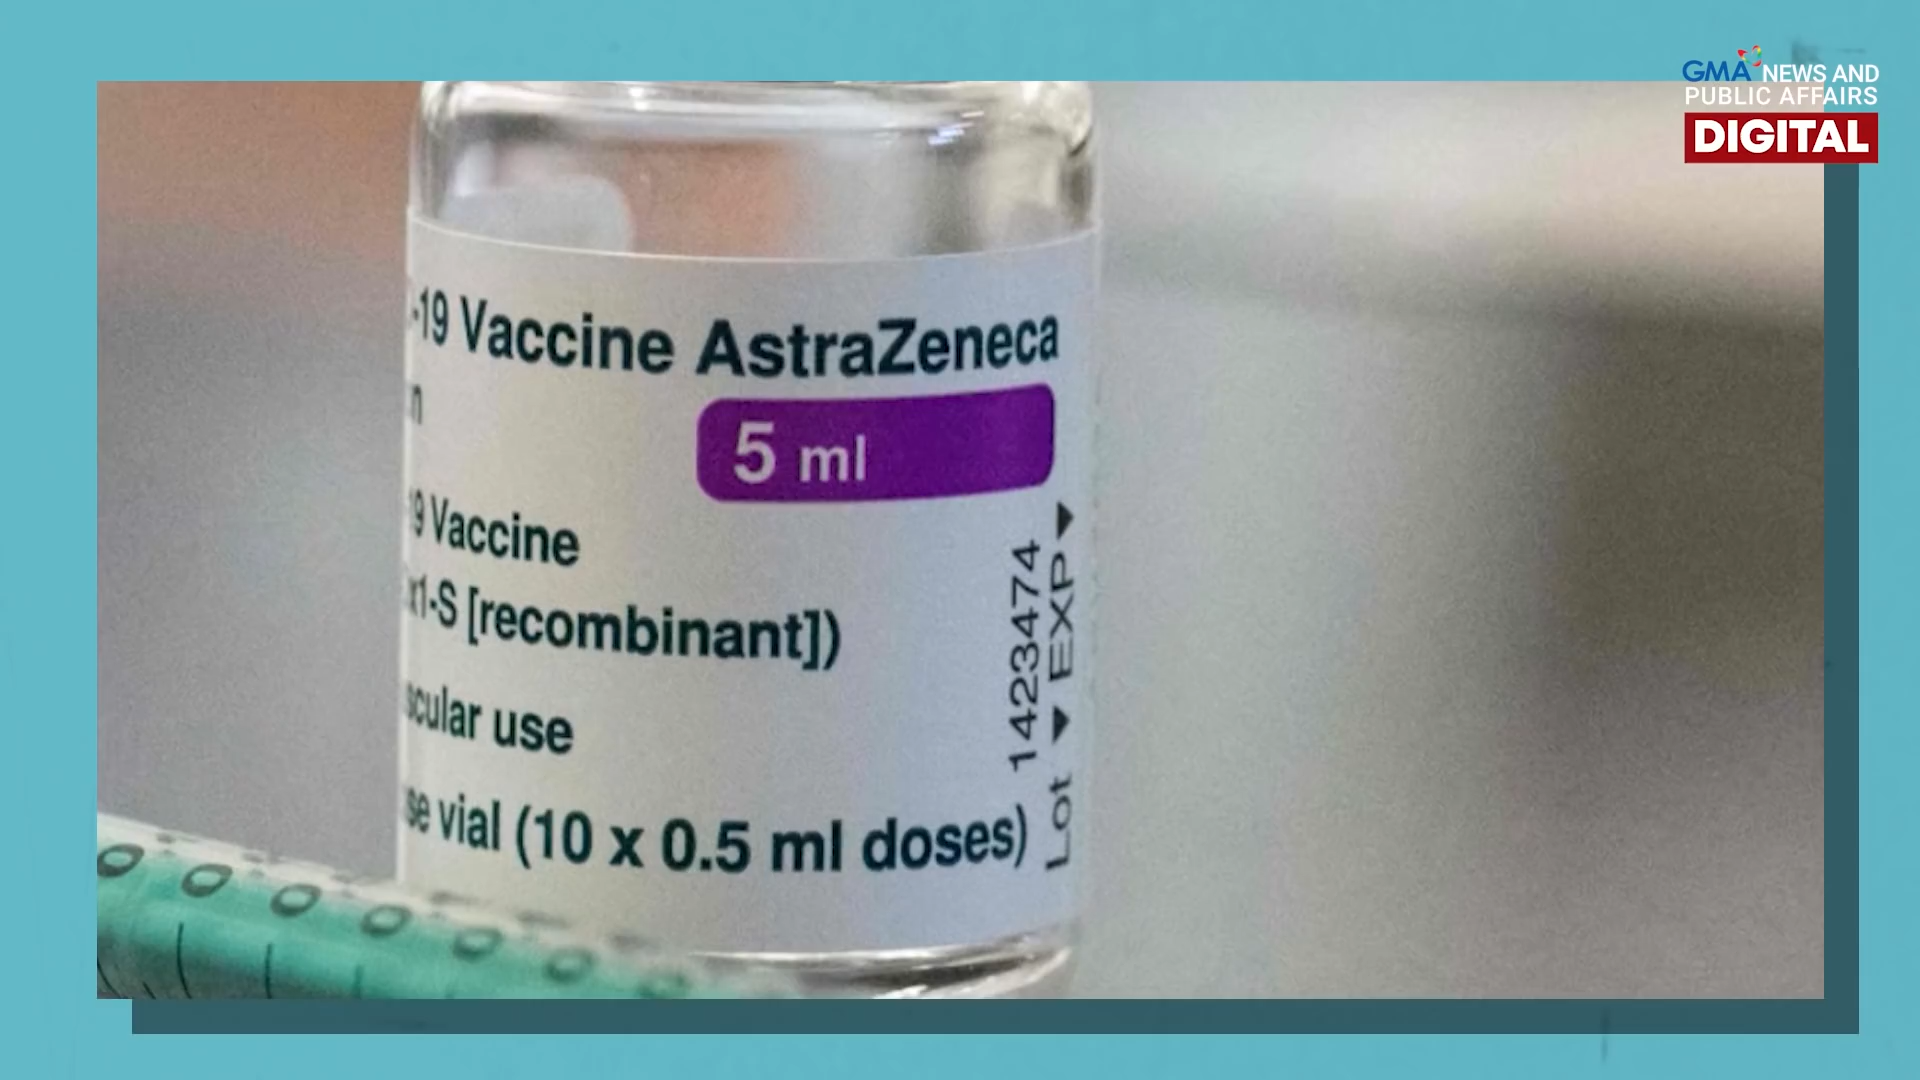 GMA NEWS AND
PUBLIC AFFAIRS
DIGITAL
-19 Vaccine AstraZeneca
5 ml
19 Vaccine
x1-S [recombinant])
scular use
se vial (10 x 0.5 ml doses)
1423474
Lot ▼ EXP ▼